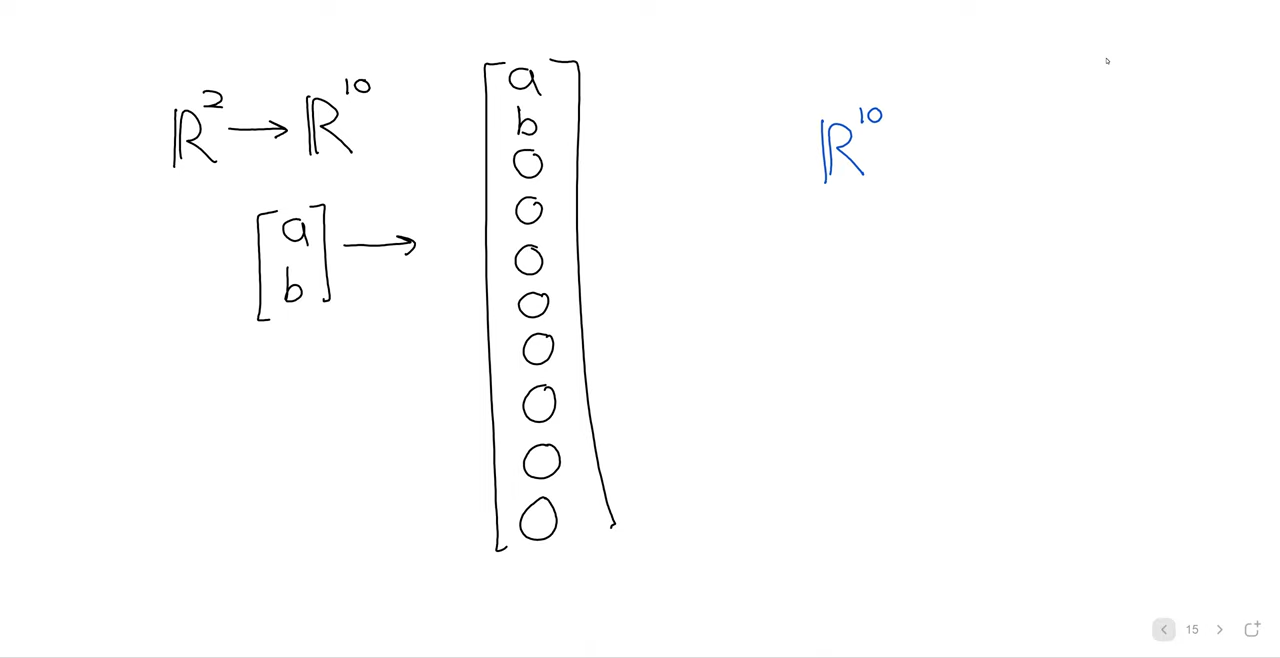 ℝ² → ℝ¹⁰
[a b] →
[a b 0 0 0 0 0 0 0 0]
ℝ¹⁰
15